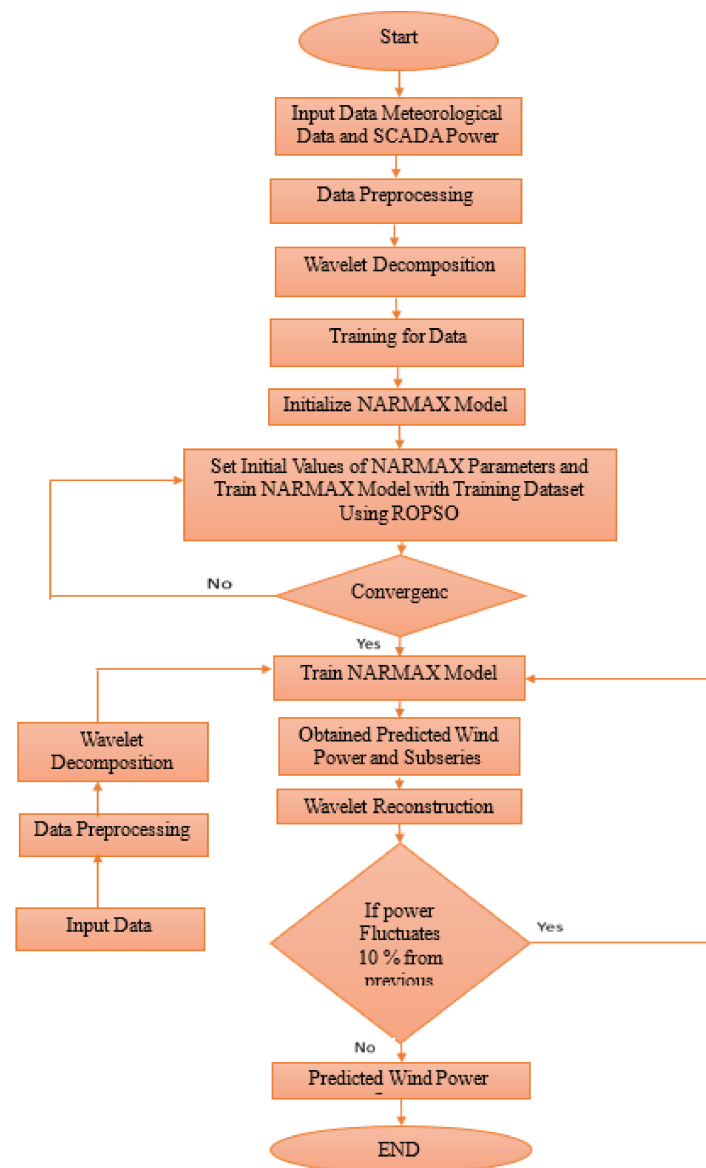 Start
Input Data Meteorological
Data and SCADA Power
Data Preprocessing
Wavelet Decomposition
Training for Data
Initialize NARMAX Model
Set Initial Values of NARMAX Parameters and
Train NARMAX Model with Training Dataset
Using ROPSO
No
Convergenc
Yes
Train NARMAX Model
Wavelet
Decomposition
Data Preprocessing
Input Data
Obtained Predicted Wind
Power and Subseries
Wavelet Reconstruction
If power
Fluctuates
10 % from
previous
Yes
No
Predicted Wind Power
END